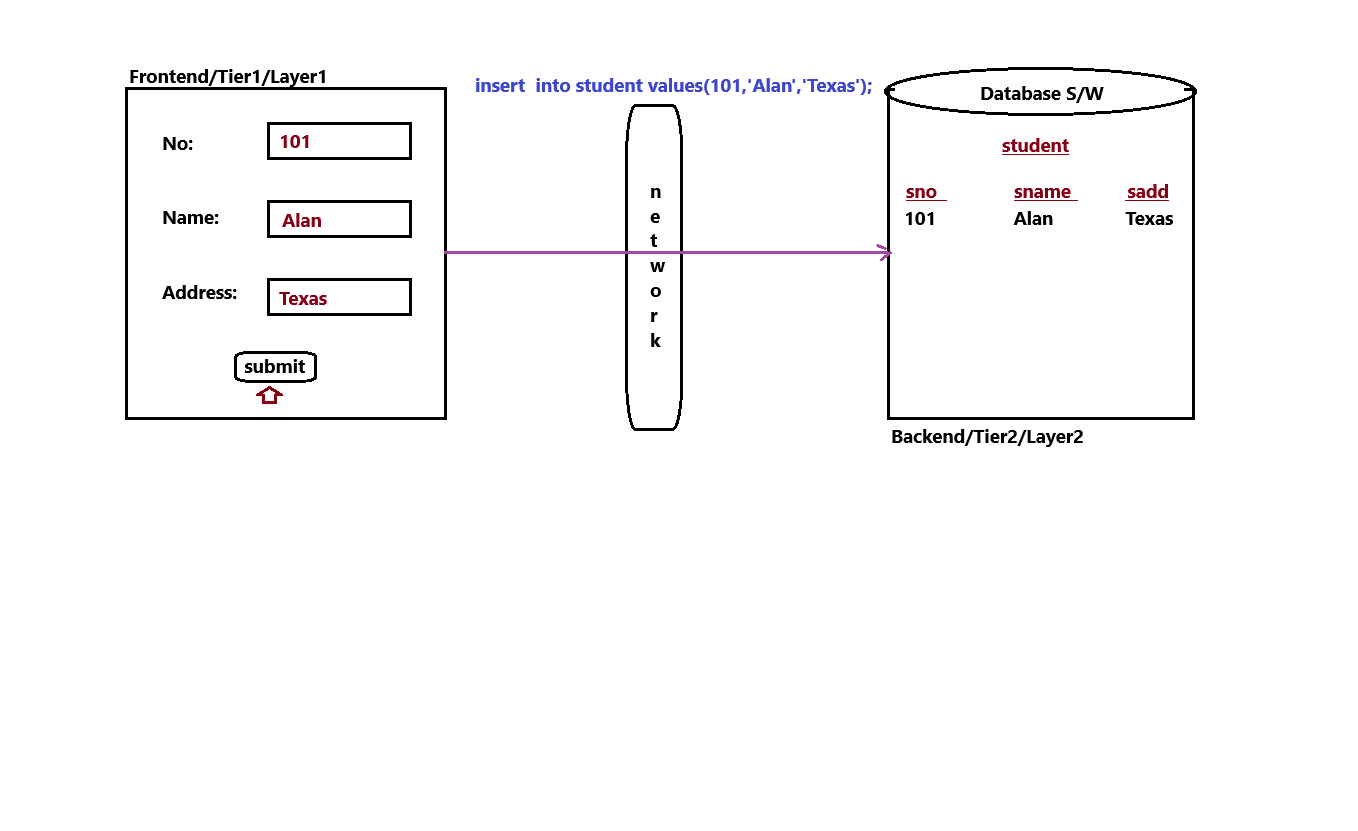 Frontend/Tier1/Layer1
No:
101
Name:
Alan
Address:
Texas
submit
insert  into student values(101,'Alan','Texas');
n
e
t
w
o
r
k
Database S/W
student
sno sname sadd
101 Alan Texas
Backend/Tier2/Layer2